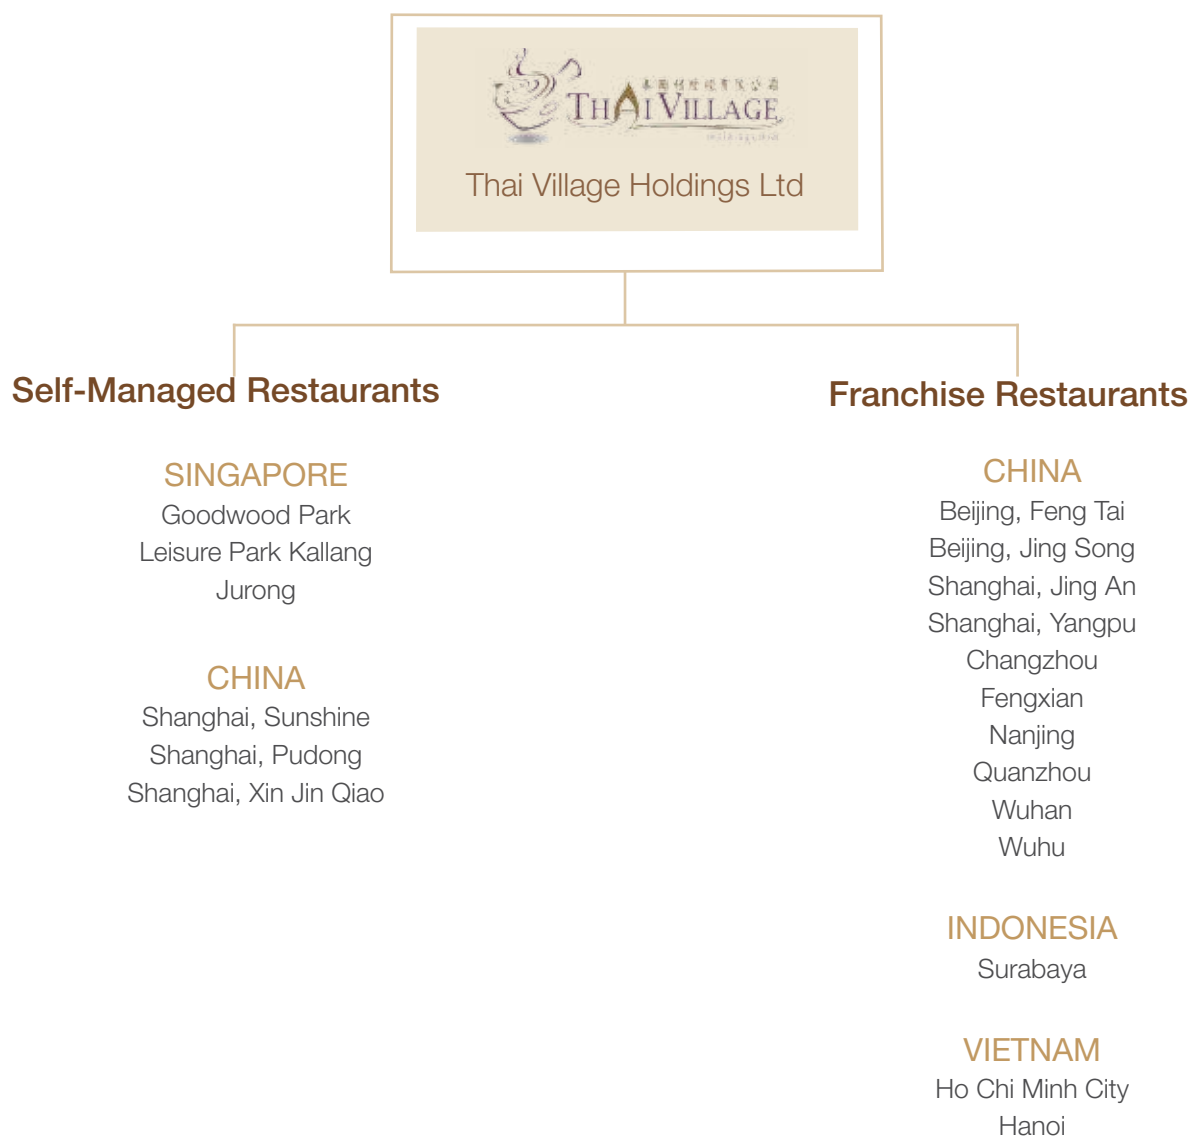 THAI VILLAGE
Thai Village Holdings Ltd
Self-Managed Restaurants
SINGAPORE
Goodwood Park
Leisure Park Kallang
Jurong
CHINA
Shanghai, Sunshine
Shanghai, Pudong
Shanghai, Xin Jin Qiao
Franchise Restaurants
CHINA
Beijing, Feng Tai
Beijing, Jing Song
Shanghai, Jing An
Shanghai, Yangpu
Changzhou
Fengxian
Nanjing
Quanzhou
Wuhan
Wuhu
INDONESIA
Surabaya
VIETNAM
Ho Chi Minh City
Hanoi